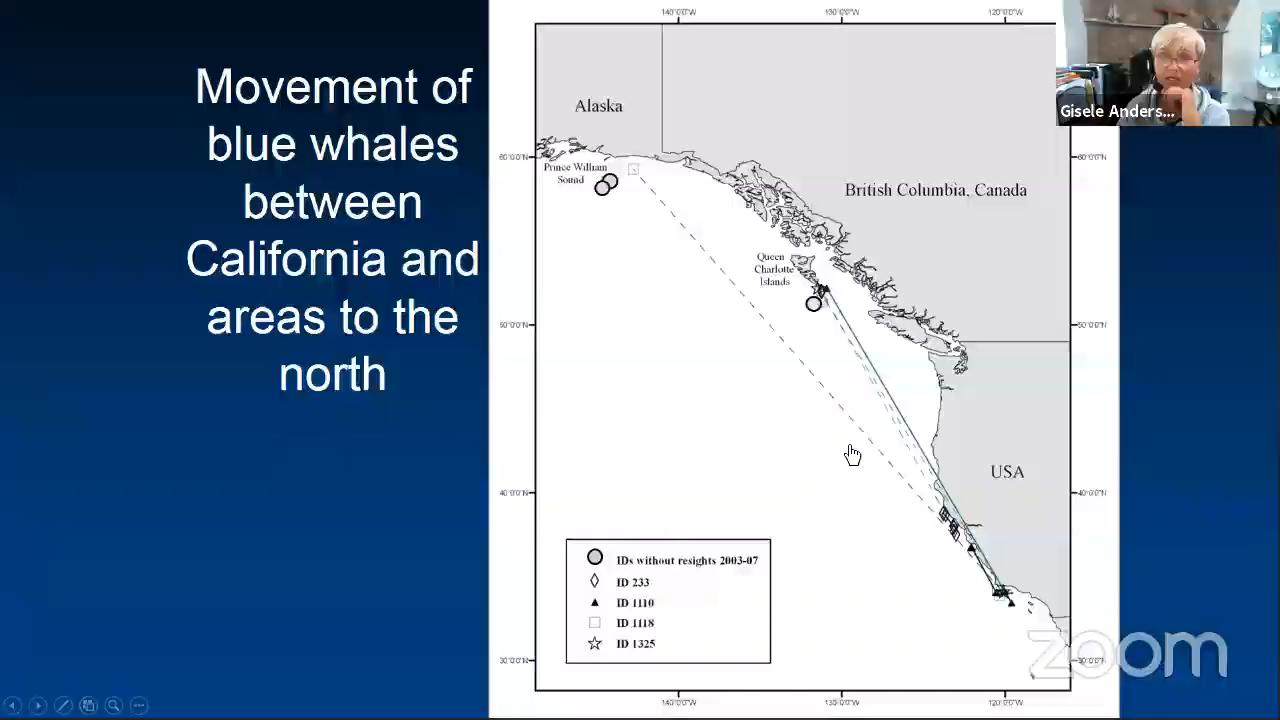 Movement of
blue whales
between
California and
areas to the
north
140°0'0"W
130°0'0"W
120°0'0"W
Gisele Anders...
Alaska
60°0'0"N
60°0'0"N
Prince William
Sound
British Columbia, Canada
Queen
Charlotte
Islands
50°0'0"N
50°0'0"N
USA
40°0'0"N
40°0'0"N
IDs without resights 2003-07
ID 233
ID 1110
ID 1118
ID 1325
zoom
30°0'0"N
30°0'0"N
140°0'0"W
130°0'0"W
120°0'0"W